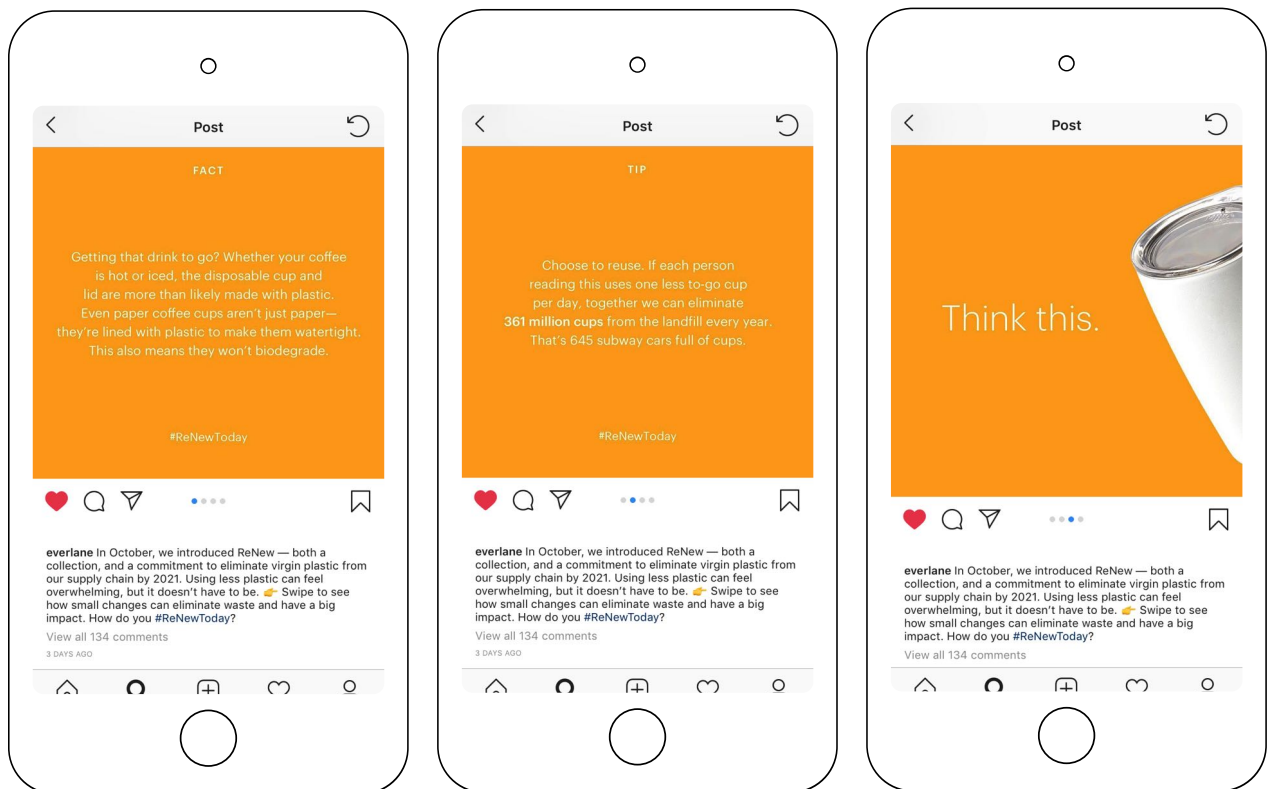 Post
FACT
Getting that drink to go? Whether your coffee
is hot or iced, the disposable cup and
lid are more than likely made with plastic.
Even paper coffee cups aren't just paper—
they're lined with plastic to make them watertight.
This also means they won't biodegrade.
#ReNewToday
everlane In October, we introduced ReNew — both a
collection, and a commitment to eliminate virgin plastic from
our supply chain by 2021. Using less plastic can feel
overwhelming, but it doesn't have to be. 👉 Swipe to see
how small changes can eliminate waste and have a big
impact. How do you #ReNewToday?
View all 134 comments
3 DAYS AGO
Post
TIP
Choose to reuse. If each person
reading this uses one less to-go cup
per day, together we can eliminate
361 million cups from the landfill every year.
That's 645 subway cars full of cups.
#ReNewToday
everlane In October, we introduced ReNew — both a
collection, and a commitment to eliminate virgin plastic from
our supply chain by 2021. Using less plastic can feel
overwhelming, but it doesn't have to be. 👉 Swipe to see
how small changes can eliminate waste and have a big
impact. How do you #ReNewToday?
View all 134 comments
3 DAYS AGO
Post
Think this.
everlane In October, we introduced ReNew — both a
collection, and a commitment to eliminate virgin plastic from
our supply chain by 2021. Using less plastic can feel
overwhelming, but it doesn't have to be. 👉 Swipe to see
how small changes can eliminate waste and have a big
impact. How do you #ReNewToday?
View all 134 comments